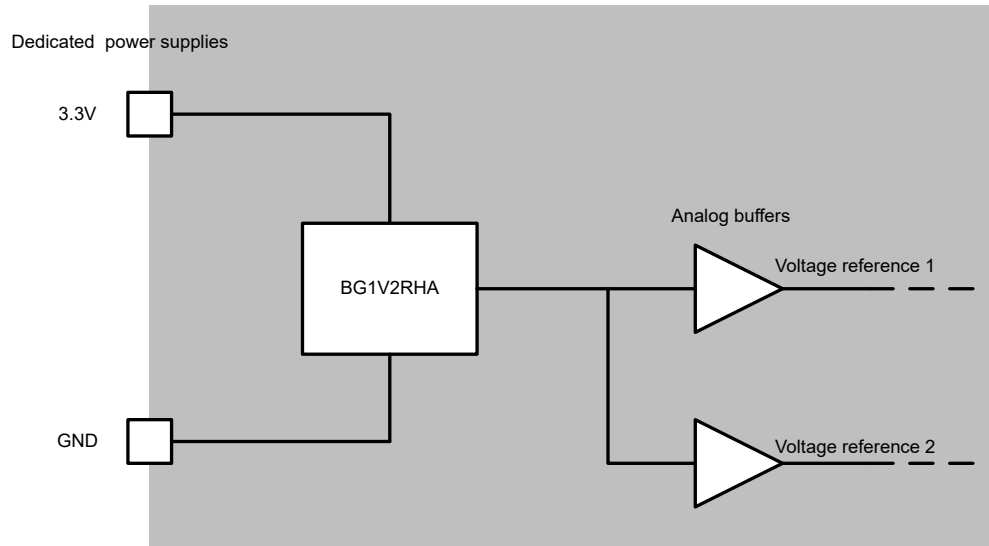 Dedicated power supplies
3.3V
Analog buffers
Voltage reference 1
BG1V2RHA
GND
Voltage reference 2